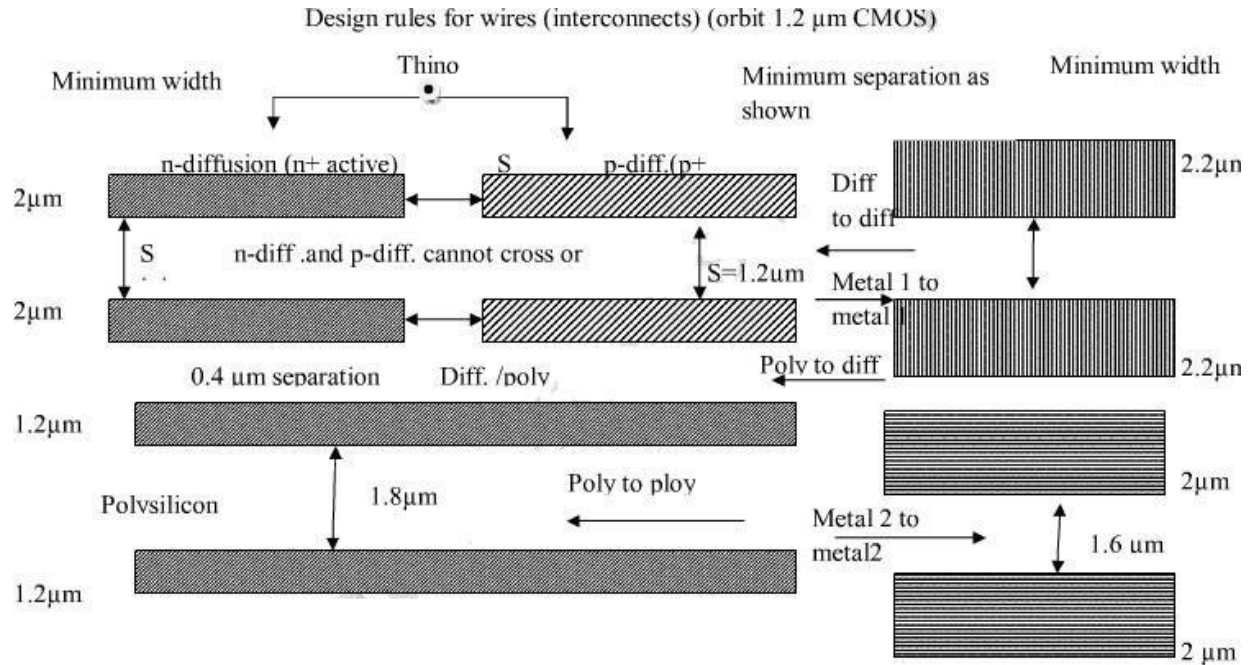 Design rules for wires (interconnects) (orbit 1.2 µm CMOS)
Minimum width
Thino
Minimum separation as
shown
Minimum width
n-diffusion (n+ active)
S
p-diff.(p+
2µm
Diff
to diff
2.2µm
S
n-diff .and p-diff. cannot cross or
S=1.2um
2µm
Metal 1 to
metal 1
Poly to diff
2.2µm
0.4 µm separation
Diff. /poly
1.2µm
Polysilicon
1.8µm
Poly to ploy
2µm
Metal 2 to
metal2
1.6 um
1.2µm
2 µm